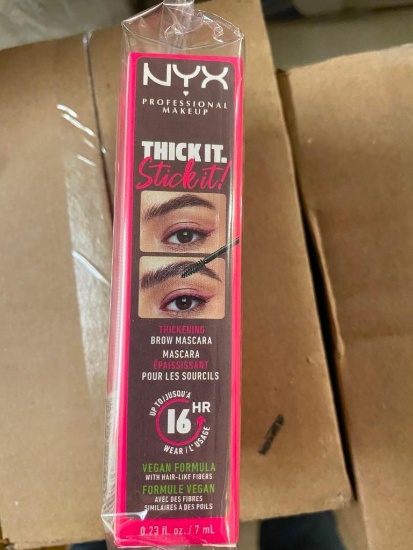 NYX
PROFESSIONAL
MAKEUP
THICK IT.
Stick it!
THICKENING
BROW MASCARA
MASCARA
ÉPAISSISSANT
POUR LES SOURCILS
UP TO/JUSQU'À
16 HR
WEAR / L'USAGE
VEGAN FORMULA
WITH HAIR-LIKE FIBERS
FORMULE VEGAN
AVEC DES FIBRES
SIMILAIRES À DES POILS
0.23 fl. oz. / 7 mL